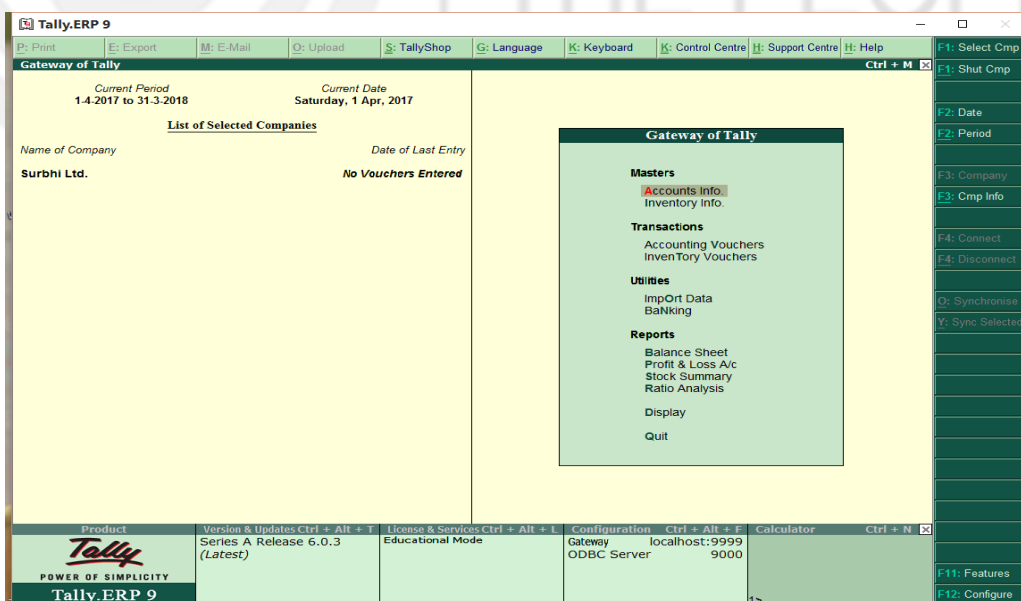 Tally.ERP 9
P: Print E: Export M: E-Mail O: Upload S: TallyShop G: Language K: Keyboard K: Control Centre H: Support Centre H: Help
Gateway of Tally Ctrl + M
Current Period Current Date
1-4-2017 to 31-3-2018 Saturday, 1 Apr, 2017
List of Selected Companies
Name of Company Date of Last Entry
Surbhi Ltd. No Vouchers Entered
Gateway of Tally
Masters
Accounts Info.
Inventory Info.
Transactions
Accounting Vouchers
InvenTory Vouchers
Utilities
ImpOrt Data
BaNking
Reports
Balance Sheet
Profit & Loss A/c
Stock Summary
Ratio Analysis
Display
Quit
F1: Select Cmp
F1: Shut Cmp
F2: Date
F2: Period
F3: Company
F3: Cmp Info
F4: Connect
F4: Disconnect
O: Synchronise
Y: Sync Selected
F11: Features
F12: Configure
Product Version & Updates Ctrl + Alt + T License & Services Ctrl + Alt + L Configuration Ctrl + Alt + F Calculator Ctrl + N
Tally
POWER OF SIMPLICITY
Tally.ERP 9
Series A Release 6.0.3
(Latest)
Educational Mode
Gateway localhost:9999
ODBC Server 9000
1>